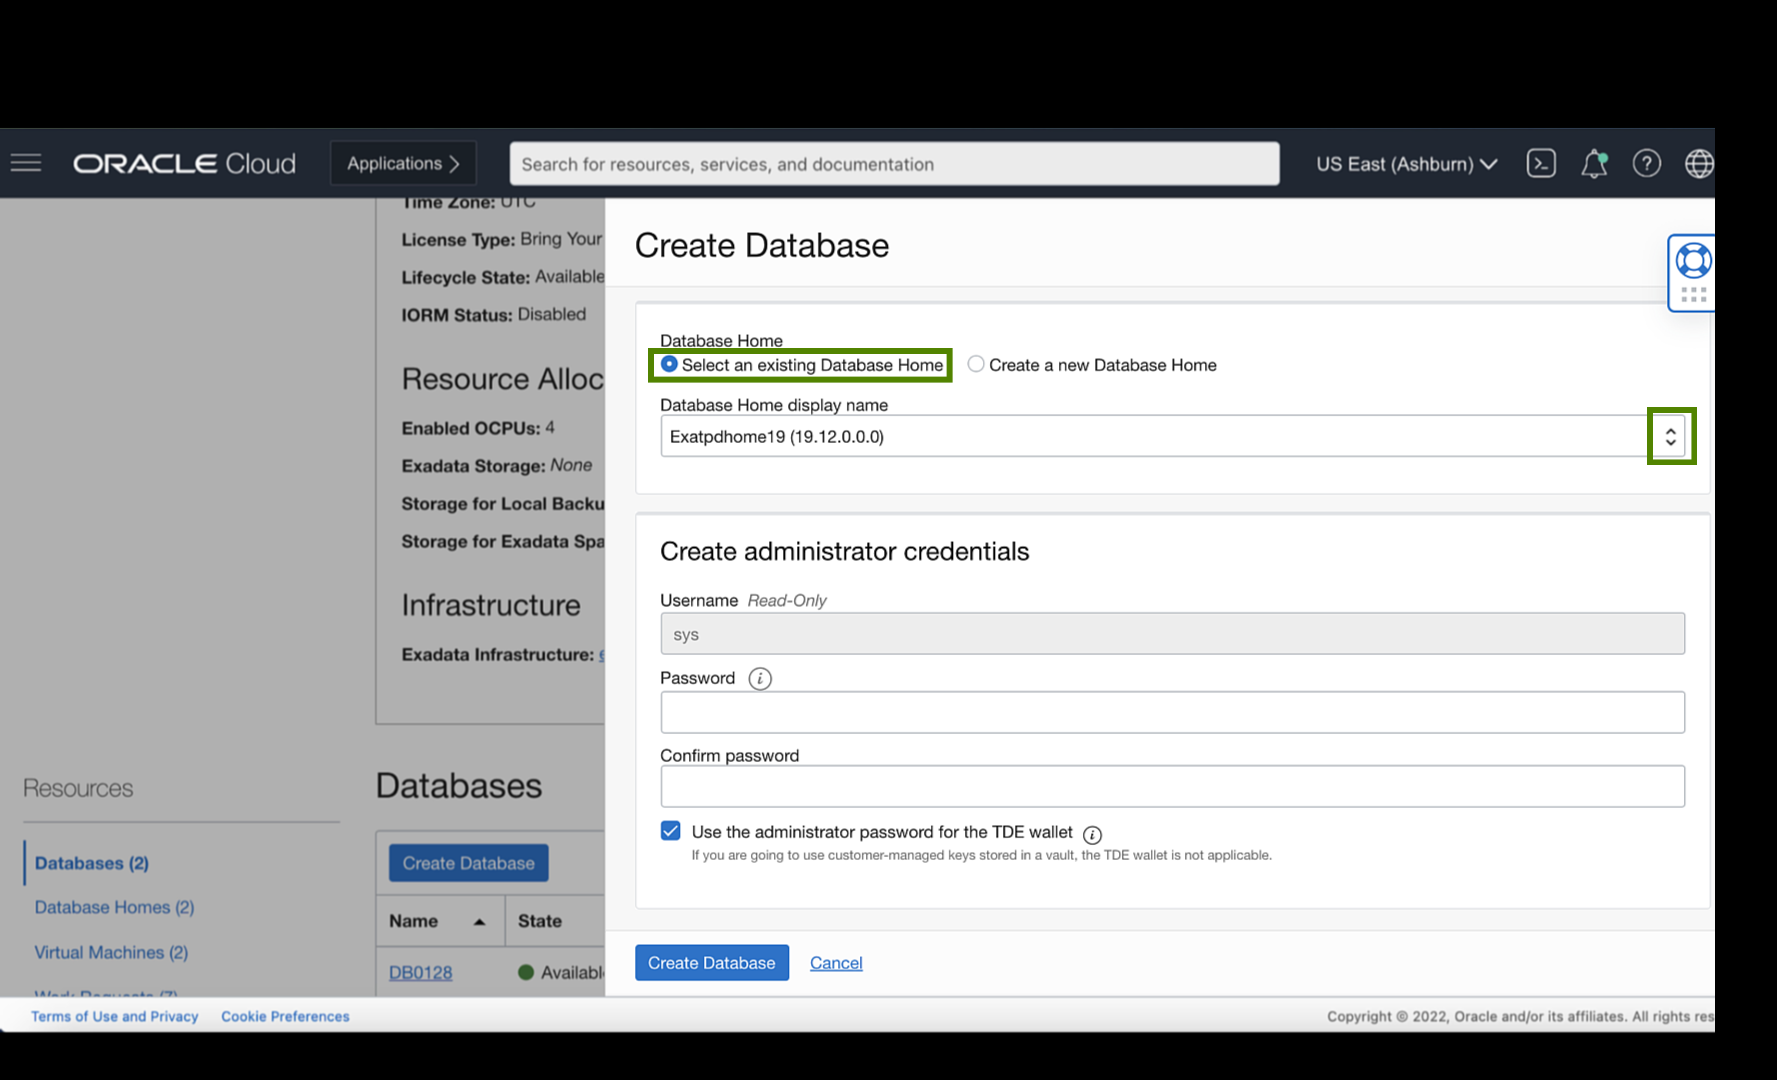 ORACLE Cloud
Applications
Search for resources, services, and documentation
US East (Ashburn)
Time Zone: UTC
License Type: Bring Your
Lifecycle State: Available
IORM Status: Disabled
Resource Alloc
Enabled OCPUs: 4
Exadata Storage: None
Storage for Local Backu
Storage for Exadata Spa
Infrastructure
Exadata Infrastructure:
Resources
Databases (2)
Database Homes (2)
Virtual Machines (2)
Work Requests (7)
Databases
Create Database
Name State
DB0128 Availabl
Create Database
Database Home
Select an existing Database Home Create a new Database Home
Database Home display name
Exatpdhome19 (19.12.0.0.0)
Create administrator credentials
Username Read-Only
sys
Password
Confirm password
Use the administrator password for the TDE wallet
If you are going to use customer-managed keys stored in a vault, the TDE wallet is not applicable.
Create Database Cancel
Terms of Use and Privacy Cookie Preferences
Copyright © 2022, Oracle and/or its affiliates. All rights res